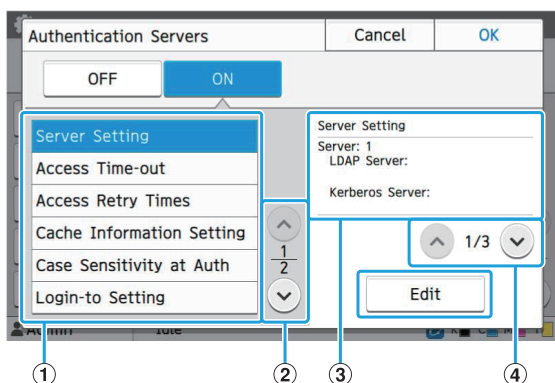 Authentication Servers
Cancel
OK
OFF
ON
Server Setting
Access Time-out
Access Retry Times
Cache Information Setting
Case Sensitivity at Auth
Login-to Setting
1
2
Server Setting
Server: 1
LDAP Server:
Kerberos Server:
1/3
Edit
Admin
Idle
K
C
M
1
2
3
4